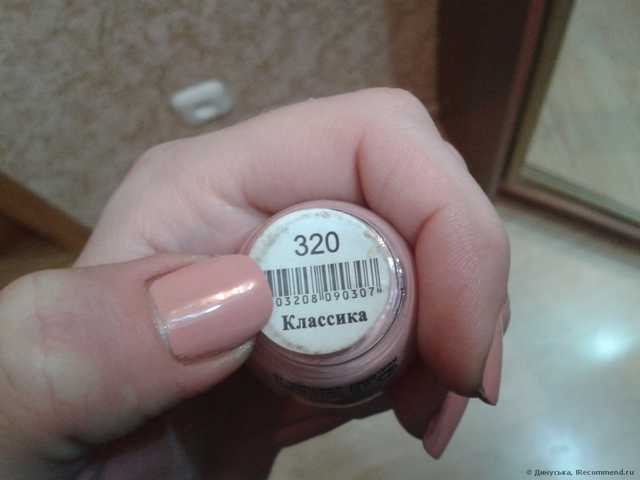 320
03208 090307
Классика
© Динуська, IRecommend.ru